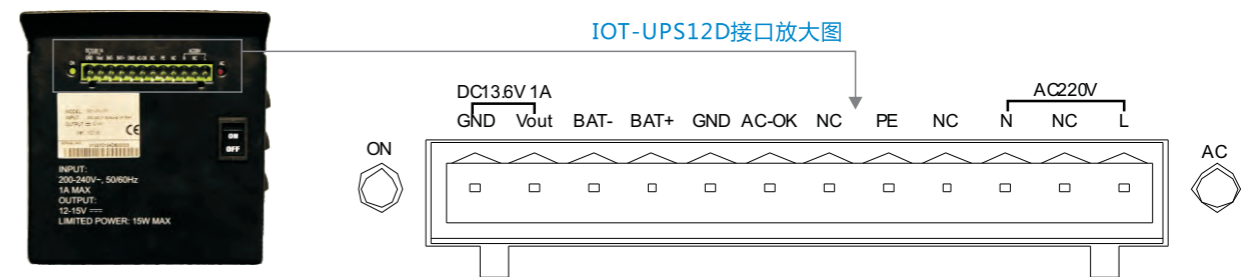 IOT-UPS12D接口放大图
DC13.6V 1A
AC220V
GND Vout BAT- BAT+ GND AC-OK NC PE NC N NC L
ON
AC
ON
OFF
INPUT:
200-240V~, 50/60Hz
1A MAX
OUTPUT:
12-15V ⎓
LIMITED POWER: 15W MAX